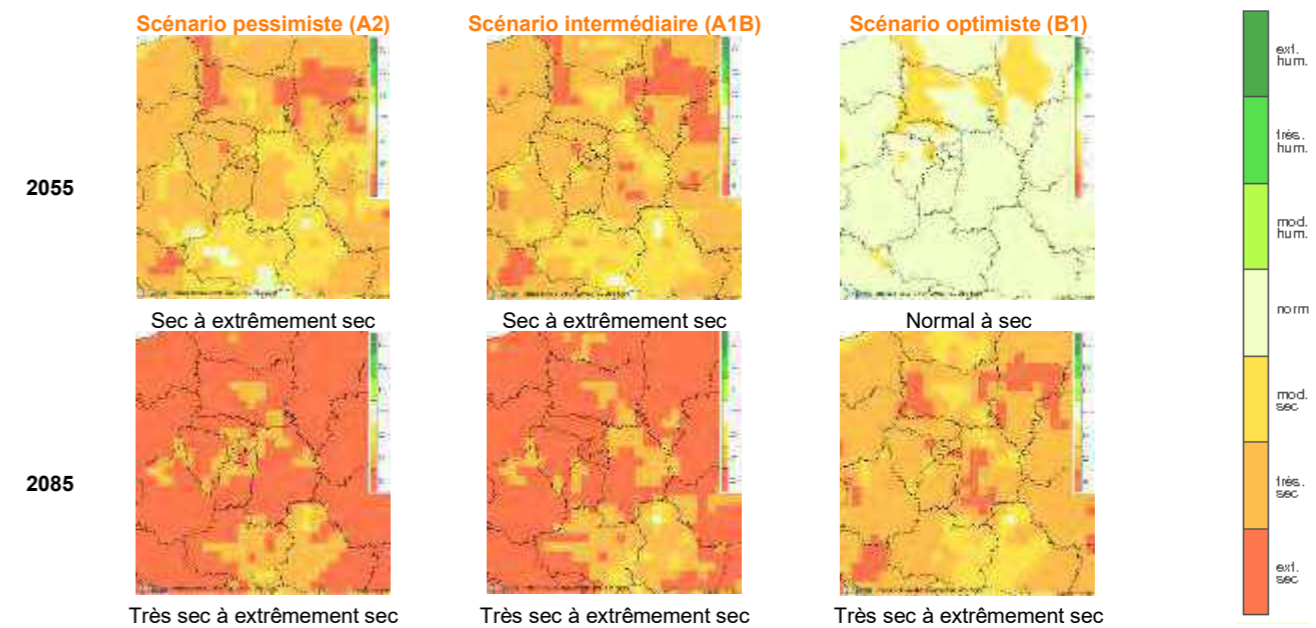 Scénario pessimiste (A2) Scénario intermédiaire (A1B) Scénario optimiste (B1)
2055
Sec à extrêmement sec Sec à extrêmement sec Normal à sec
2085
Très sec à extrêmement sec Très sec à extrêmement sec Très sec à extrêmement sec
ext.
hum.
très.
hum.
mod.
hum.
norm
mod.
sec
très.
sec
ext.
sec